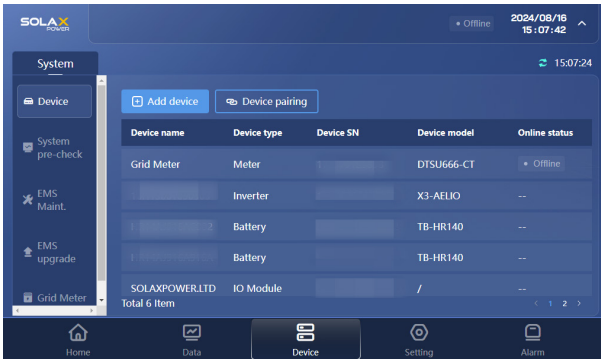 SOLAX
POWER
• Offline
2024/08/16
15:07:42
System
15:07:24
Device
System
pre-check
EMS
Maint.
EMS
upgrade
Grid Meter
Add device
Device pairing
Device name Device type Device SN Device model Online status
Grid Meter Meter DTSU666-CT • Offline
Inverter X3-AELIO --
Battery TB-HR140 --
Battery TB-HR140 --
SOLAXPOWER.LTD IO Module / --
Total 6 Item
< 1 2 >
Home Data Device Setting Alarm